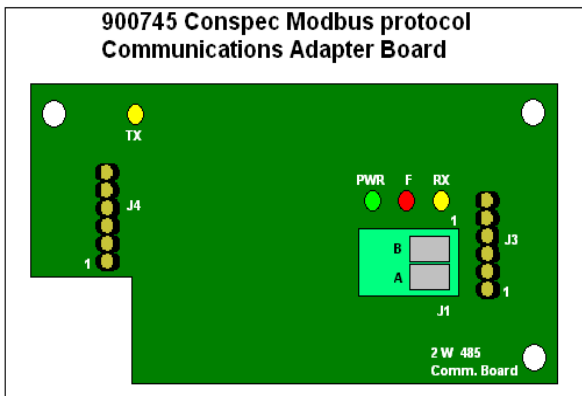 900745 Conspec Modbus protocol
Communications Adapter Board
TX
PWR F RX
J4
1
J3
B
A
1
1
J1
2 W 485
Comm. Board